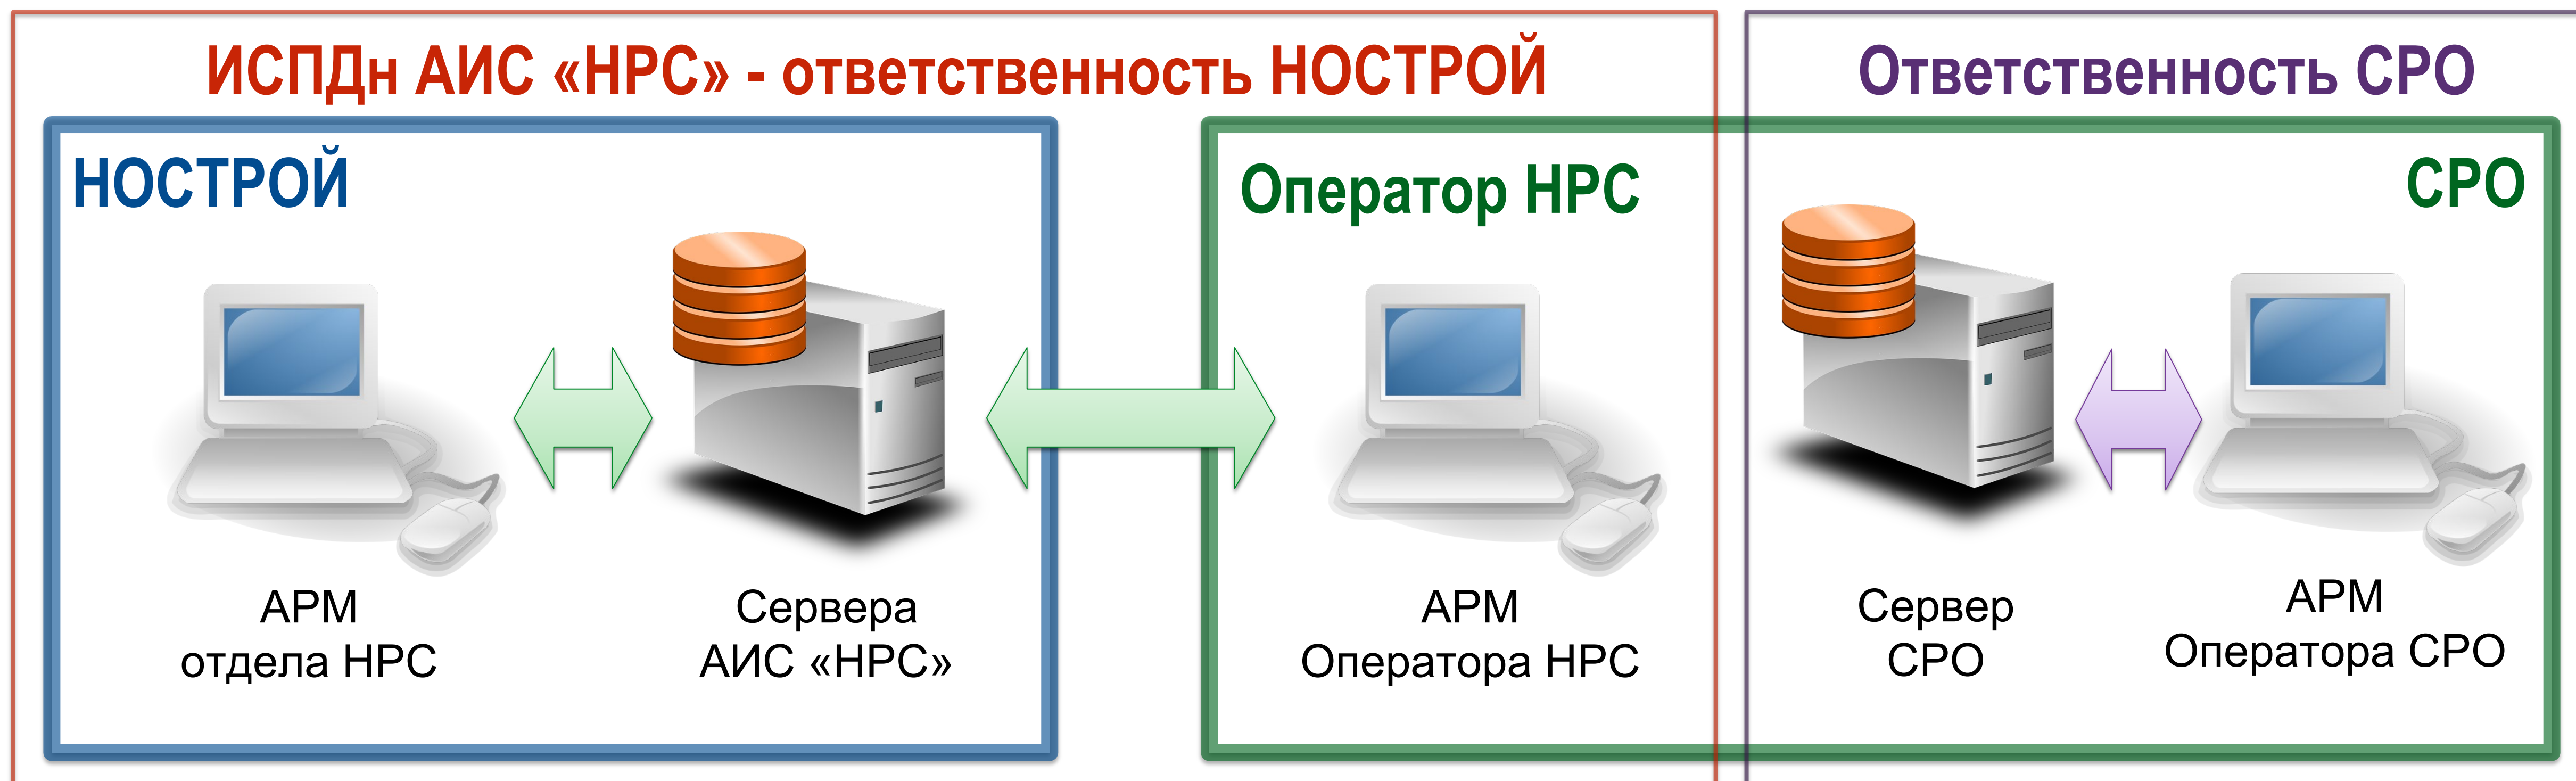 ИСПДн АИС «НРС» - ответственность НОСТРОЙ
Ответственность СРО
НОСТРОЙ
Оператор НРС
СРО
АРМ
отдела НРС
Сервера
АИС «НРС»
АРМ
Оператора НРС
Сервер
СРО
АРМ
Оператора СРО